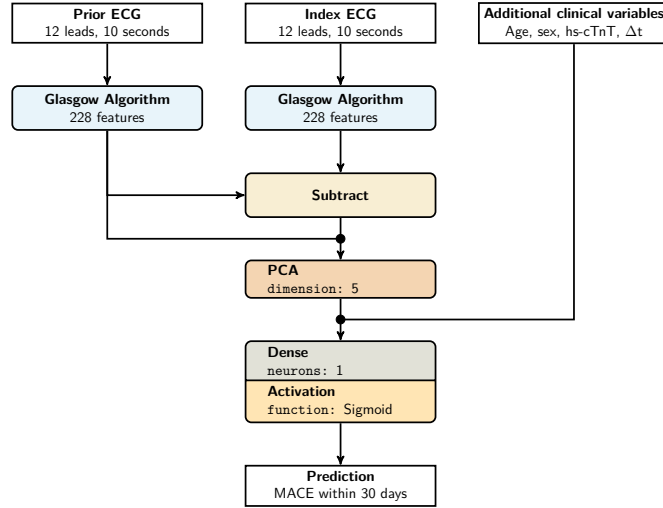 Prior ECG
12 leads, 10 seconds
Index ECG
12 leads, 10 seconds
Additional clinical variables
Age, sex, hs-cTnT, Δt
Glasgow Algorithm
228 features
Glasgow Algorithm
228 features
Subtract
PCA
dimension: 5
Dense
neurons: 1
Activation
function: Sigmoid
Prediction
MACE within 30 days